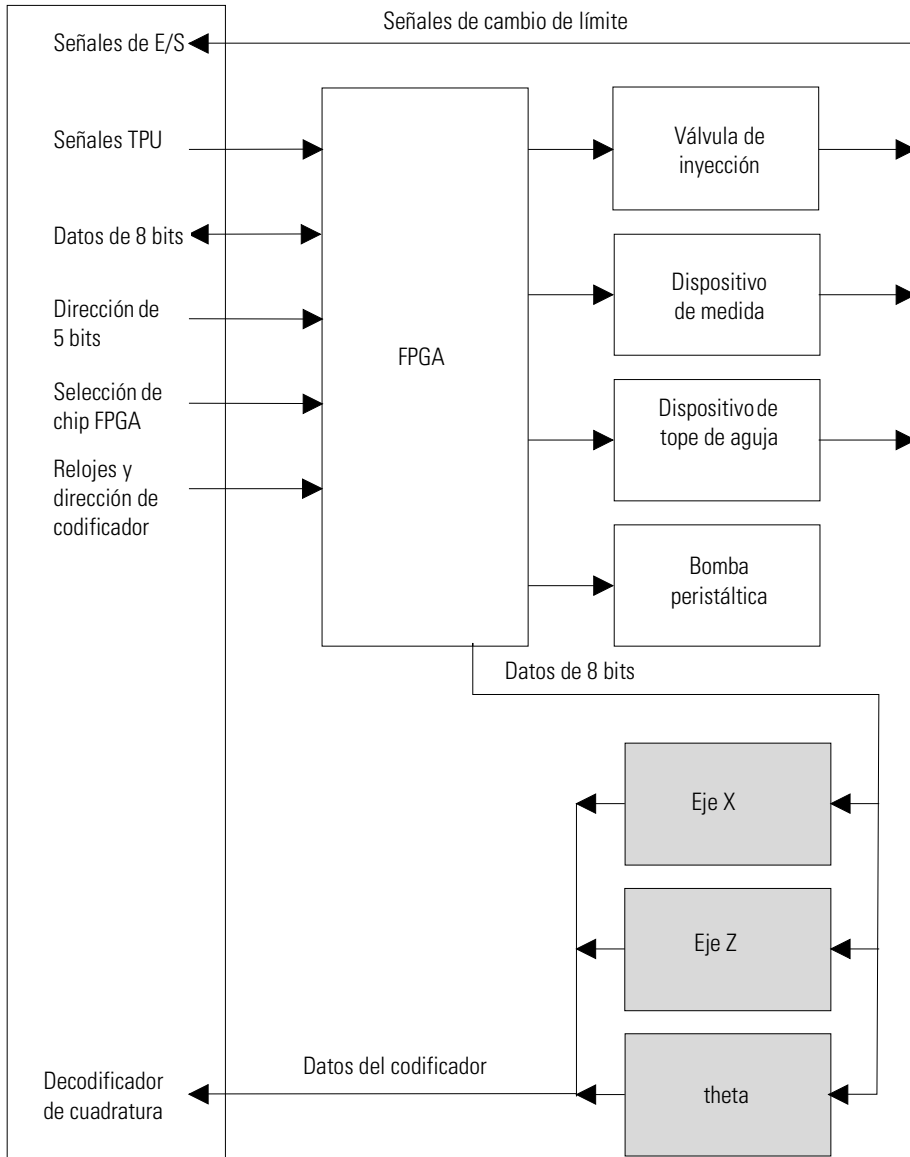 Señales de cambio de límite
Señales de E/S
Señales TPU
Datos de 8 bits
Dirección de
5 bits
Selección de
chip FPGA
Relojes y
dirección de
codificador
FPGA
Válvula de
inyección
Dispositivo
de medida
Dispositivo de
tope de aguja
Bomba
peristáltica
Datos de 8 bits
Eje X
Eje Z
theta
Datos del codificador
Decodificador
de cuadratura